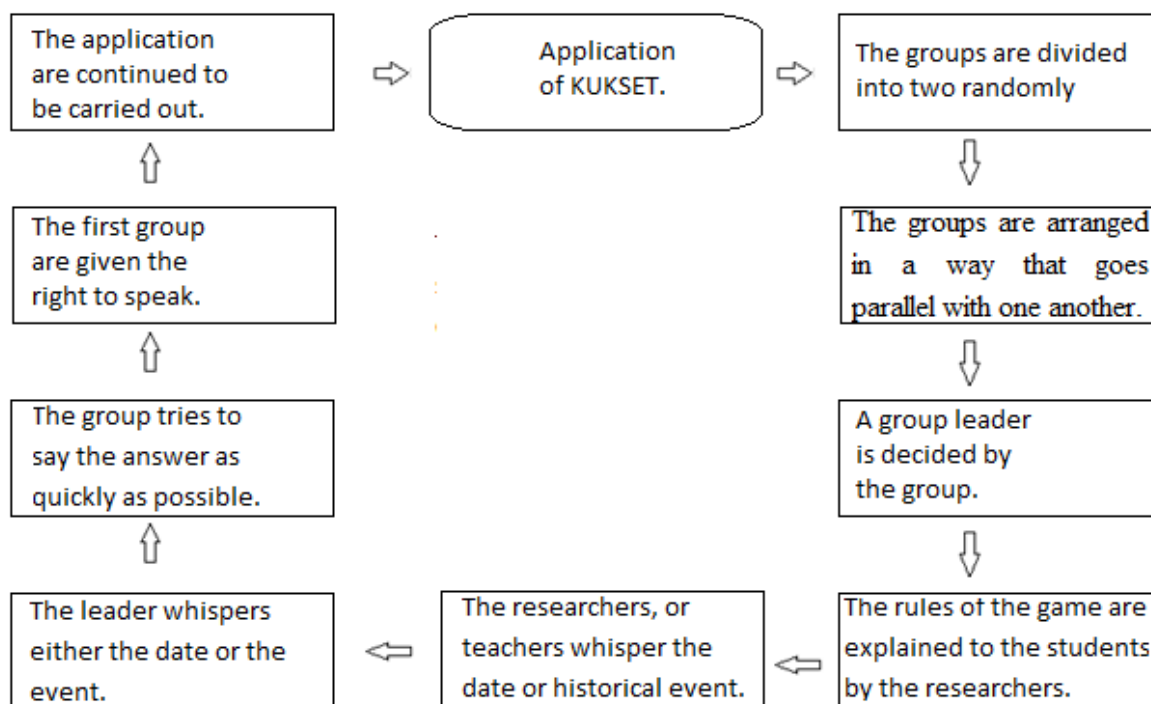 The application
are continued to
be carried out.
Application
of KUKSET.
The groups are divided
into two randomly
The groups are arranged
in a way that goes
parallel with one another.
A group leader
is decided by
the group.
The rules of the game are
explained to the students
by the researchers.
The researchers, or
teachers whisper the
date or historical event.
The leader whispers
either the date or the
event.
The group tries to
say the answer as
quickly as possible.
The first group
are given the
right to speak.